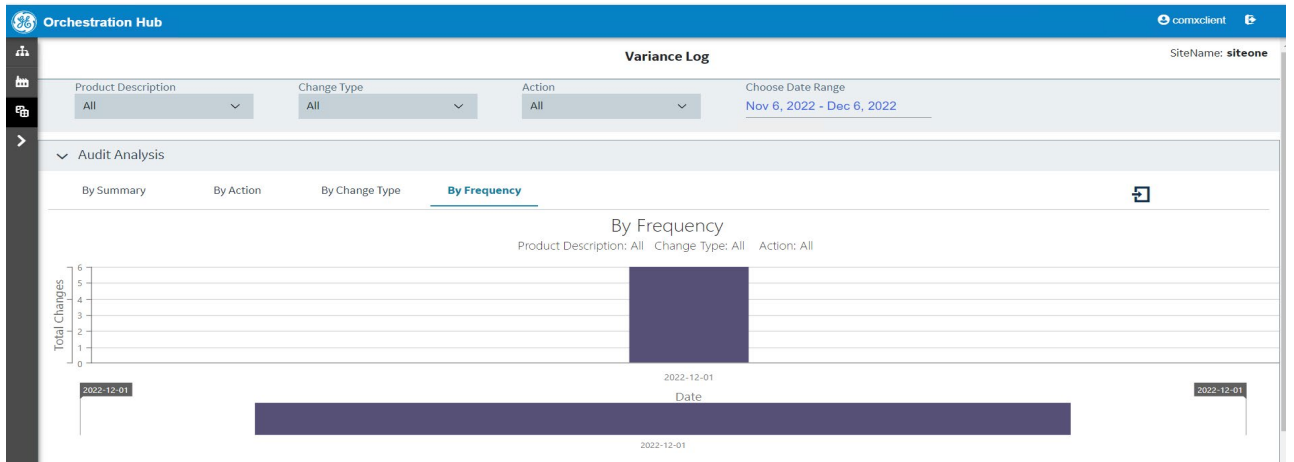 Orchestration Hub
comxclient
Variance Log
SiteName: siteone
Product Description Change Type Action Choose Date Range
All All All Nov 6, 2022 - Dec 6, 2022
Audit Analysis
By Summary By Action By Change Type By Frequency
By Frequency
Product Description: All Change Type: All Action: All
Total Changes
6
5
4
3
2
1
0
2022-12-01
Date
2022-12-01 2022-12-01
2022-12-01